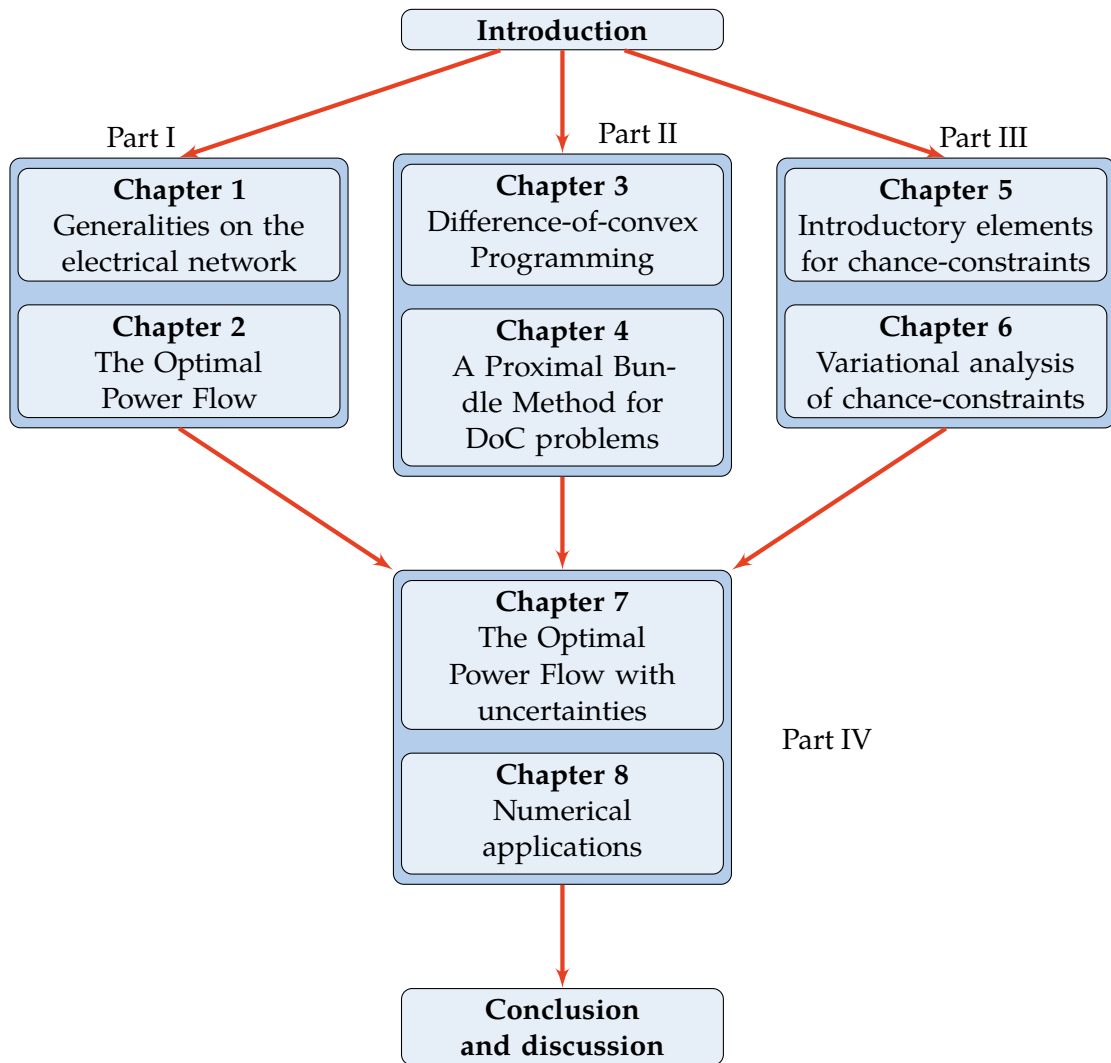 Introduction
Part I
Part II
Part III
Chapter 1
Generalities on the
electrical network
Chapter 2
The Optimal
Power Flow
Chapter 3
Difference-of-convex
Programming
Chapter 4
A Proximal Bun-
dle Method for
DoC problems
Chapter 5
Introductory elements
for chance-constraints
Chapter 6
Variational analysis
of chance-constraints
Chapter 7
The Optimal
Power Flow with
uncertainties
Chapter 8
Numerical
applications
Part IV
Conclusion
and discussion